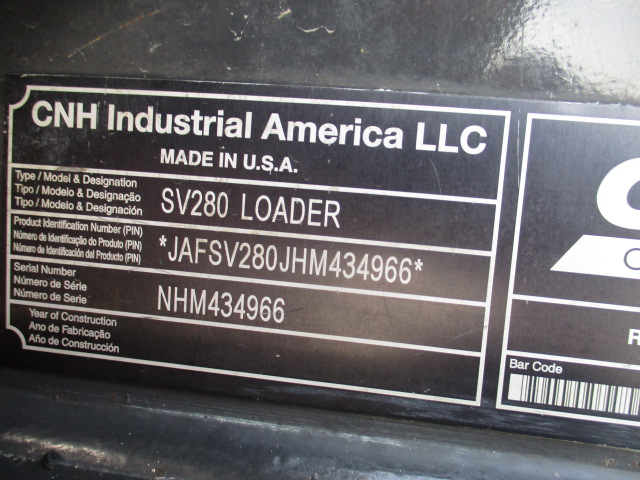 CNH Industrial America LLC
MADE IN U.S.A.
Type / Model & Designation
Tipo / Modelo & Designação
Tipo / Modelo & Designación
SV280 LOADER
Product Identification Number (PIN)
Número de Identificação do Produto (PIN)
Número de Identificación del Producto (PIN)
*JAFSV280JHM434966*
Serial Number
Número de Série
Número de Serie
NHM434966
Year of Construction
Ano de Fabricação
Año de Construcción
C
C
R
Bar Code